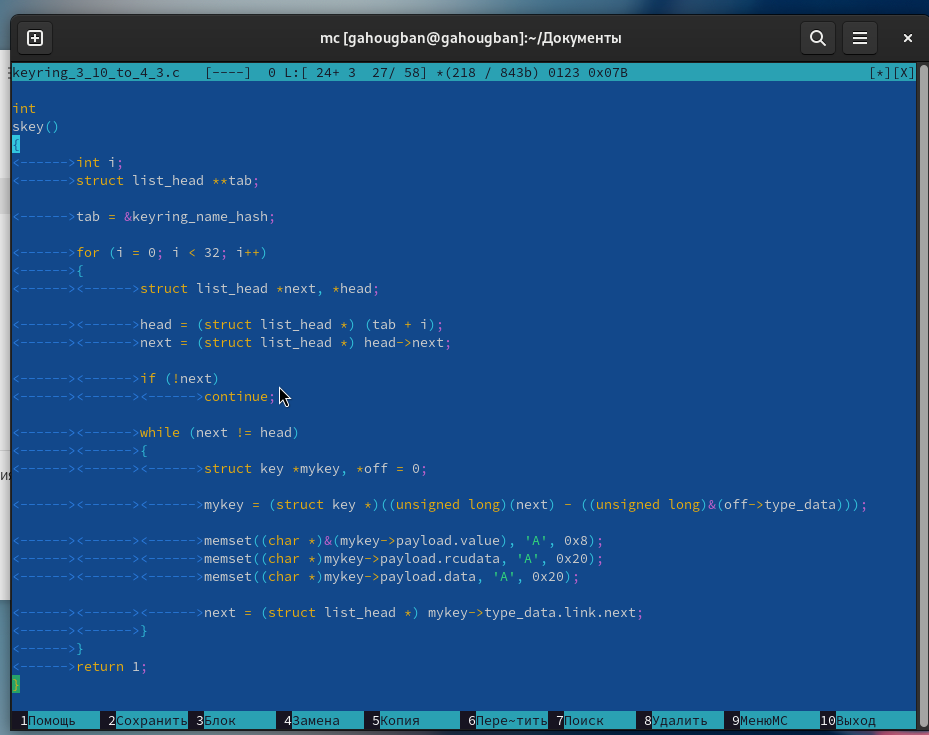 mc [gahougban@gahougban]:~/Документы
keyring_3_10_to_4_3.c   [----]  0 L:[ 24+ 3  27/ 58] *(218 / 843b) 0123 0x07B   [*][X]
int
skey()
{
<------>int i;
<------>struct list_head **tab;
<------>tab = &keyring_name_hash;
<------>for (i = 0; i < 32; i++)
<------>{
<------><------>struct list_head *next, *head;
<------><------>head = (struct list_head *) (tab + i);
<------><------>next = (struct list_head *) head->next;
<------><------>if (!next)
<------><------><------>continue;
<------><------>while (next != head)
<------><------>{
<------><------><------>struct key *mykey, *off = 0;
<------><------><------>mykey = (struct key *)((unsigned long)(next) - ((unsigned long)&(off->type_data)));
<------><------><------>memset((char *)&(mykey->payload.value), 'A', 0x8);
<------><------><------>memset((char *)mykey->payload.rcudata, 'A', 0x20);
<------><------><------>memset((char *)mykey->payload.data, 'A', 0x20);
<------><------><------>next = (struct list_head *) mykey->type_data.link.next;
<------><------>}
<------>}
<------>return 1;
}
1Помощь 2Сохранить 3Блок 4Замена 5Копия 6Пере~тить 7Поиск 8Удалить 9МенюMC 10Выход